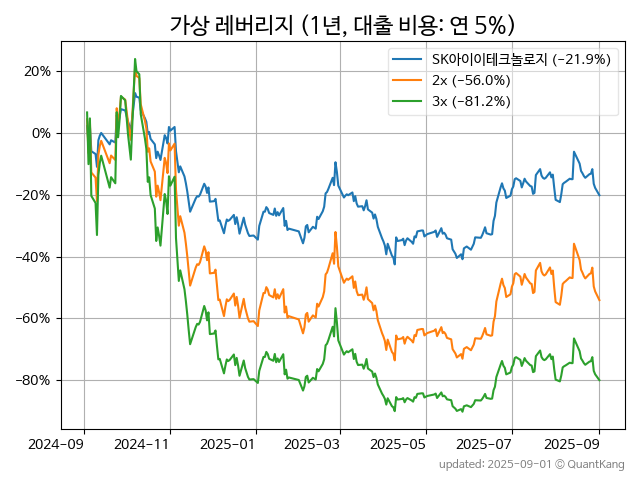 가상 레버리지 (1년, 대출 비용: 연 5%)
SK아이이테크놀로지 (−21.9%)
2x (−56.0%)
3x (−81.2%)
20%
0%
−20%
−40%
−60%
−80%
2024-09 2024-11 2025-01 2025-03 2025-05 2025-07 2025-09
updated: 2025-09-01 © QuantKang